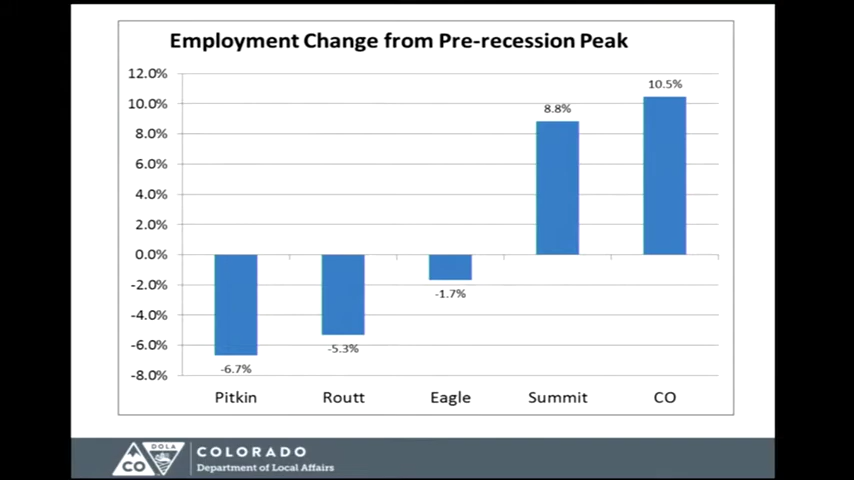 Employment Change from Pre-recession Peak
12.0%
10.0%
8.0%
6.0%
4.0%
2.0%
0.0%
-2.0%
-4.0%
-6.0%
-8.0%
-6.7%
-5.3%
-1.7%
8.8%
10.5%
Pitkin Routt Eagle Summit CO
CO
DOLA
COLORADO
Department of Local Affairs